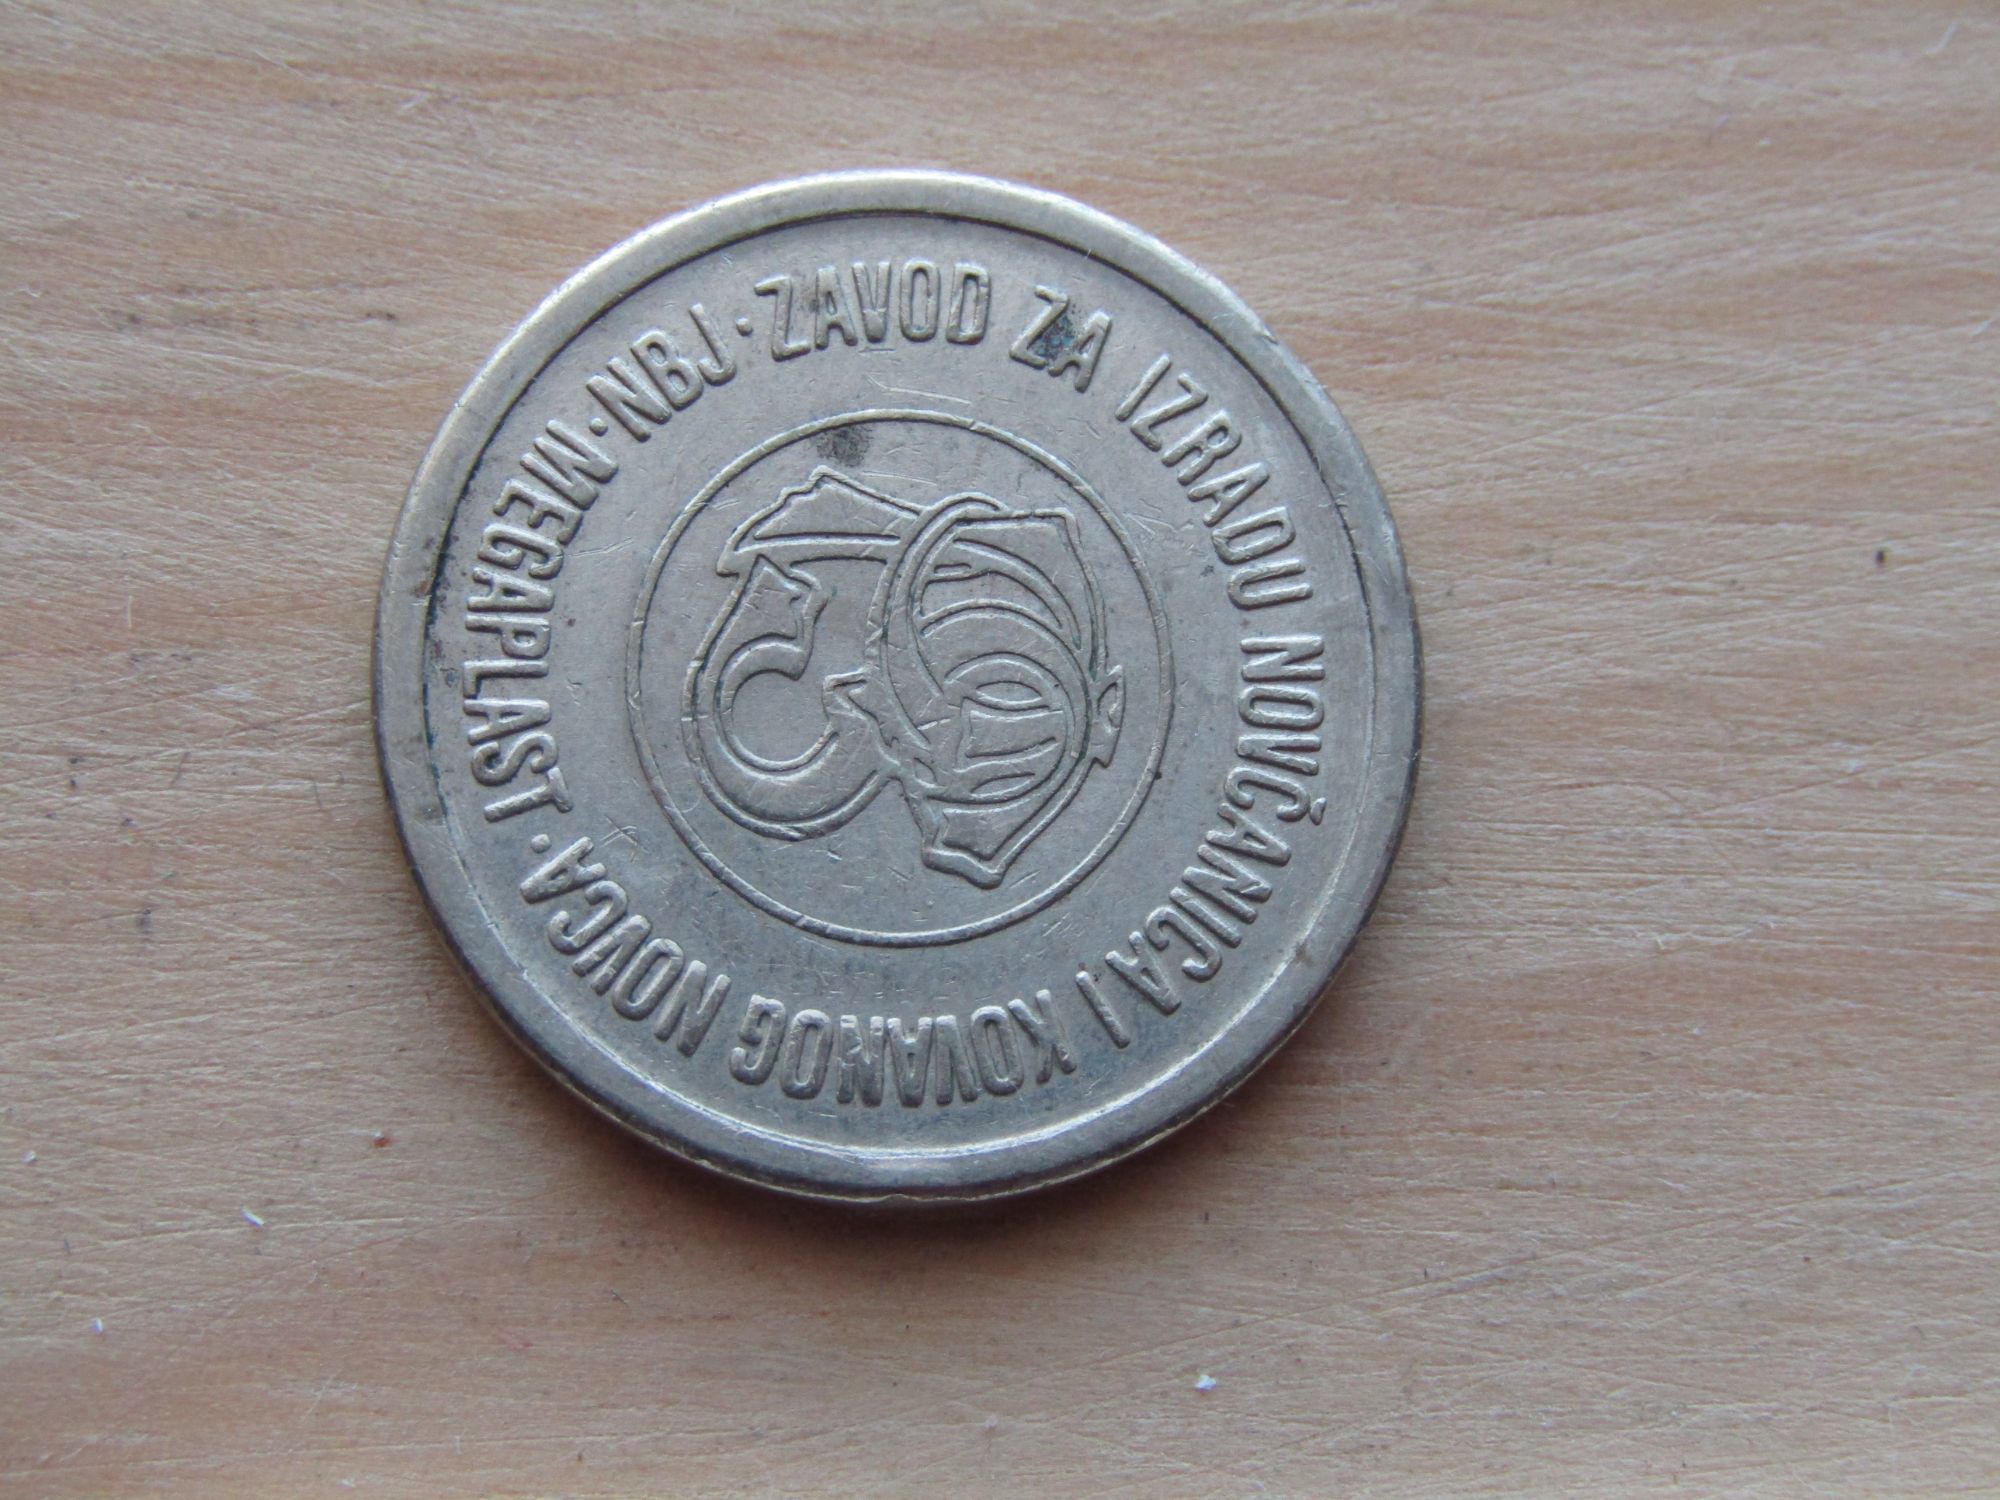 NBJ · ZAVOD ZA IZRADU NOVČANICA I KOVANOG NOVCA · MEGAPLAST ·